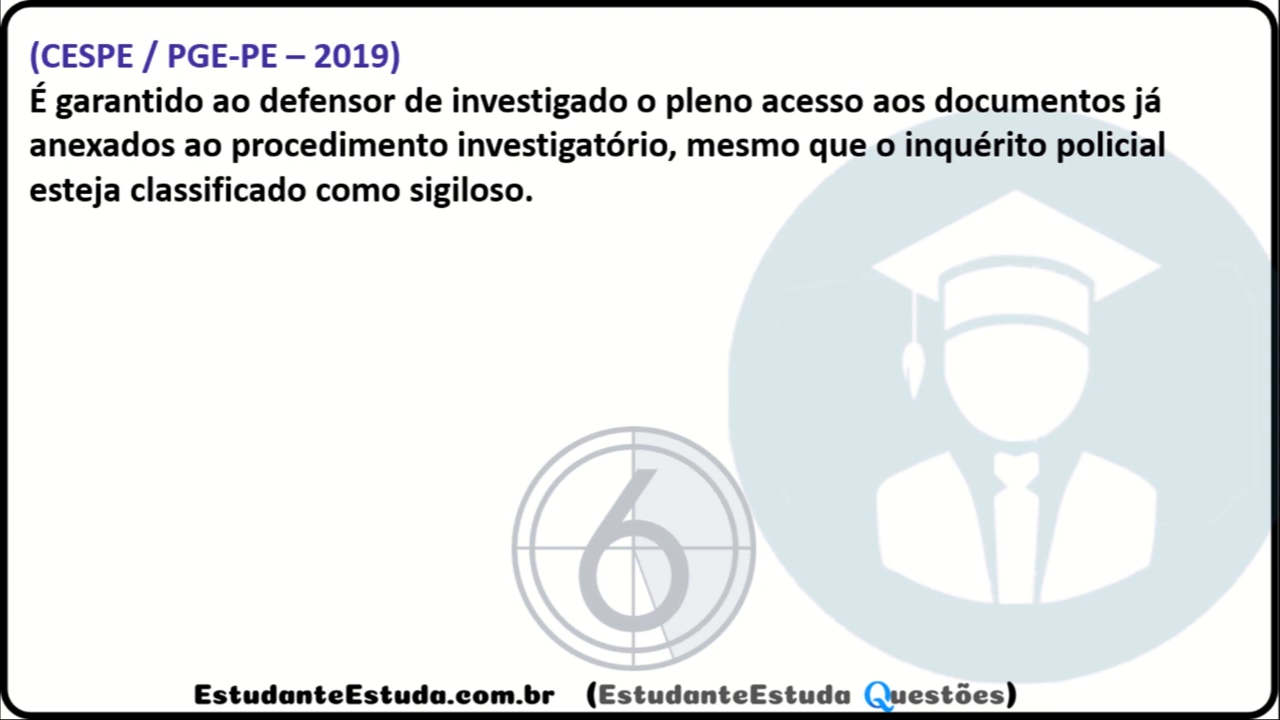 (CESPE / PGE-PE – 2019)
É garantido ao defensor de investigado o pleno acesso aos documentos já
anexados ao procedimento investigatório, mesmo que o inquérito policial
esteja classificado como sigiloso.
6
EstudanteEstuda.com.br (EstudanteEstuda Questões)